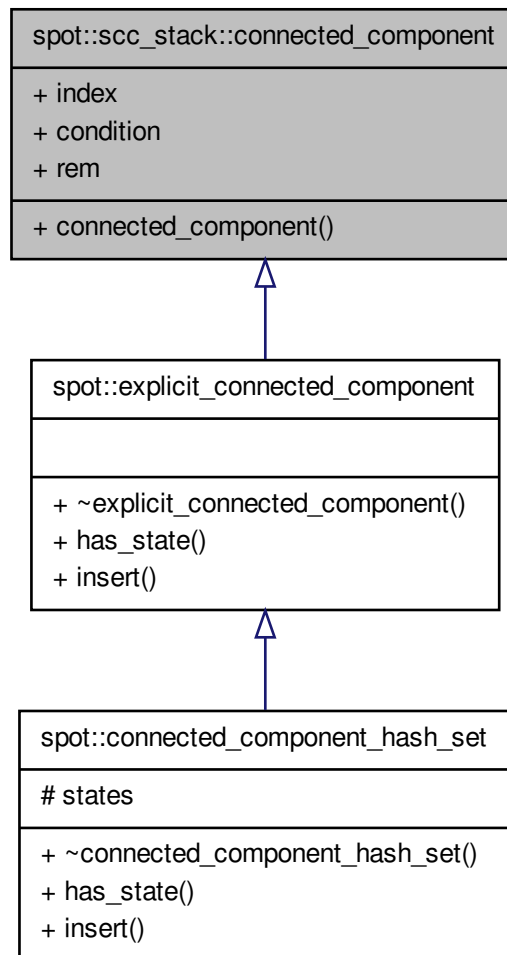 spot::scc_stack::connected_component
+ index
+ condition
+ rem
+ connected_component()
spot::explicit_connected_component
+ ~explicit_connected_component()
+ has_state()
+ insert()
spot::connected_component_hash_set
# states
+ ~connected_component_hash_set()
+ has_state()
+ insert()